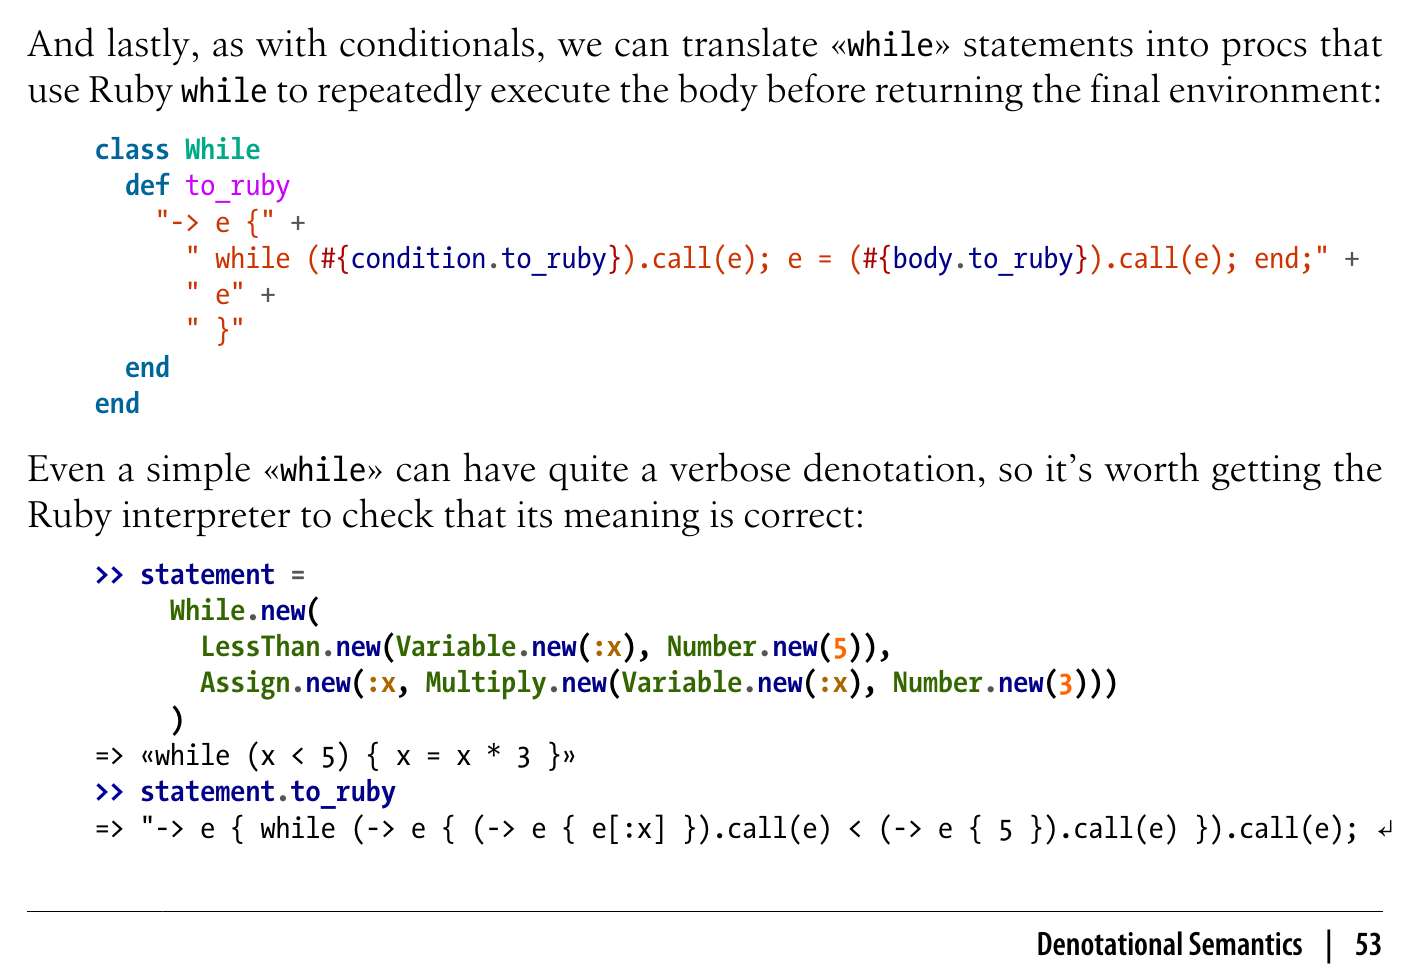 And lastly, as with conditionals, we can translate «while» statements into procs that
use Ruby while to repeatedly execute the body before returning the final environment:
class While
  def to_ruby
    "-> e {" +
      " while (#{condition.to_ruby}).call(e); e = (#{body.to_ruby}).call(e); end;" +
      " e" +
      " }"
  end
end
Even a simple «while» can have quite a verbose denotation, so it’s worth getting the
Ruby interpreter to check that its meaning is correct:
>> statement =
     While.new(
       LessThan.new(Variable.new(:x), Number.new(5)),
       Assign.new(:x, Multiply.new(Variable.new(:x), Number.new(3)))
     )
=> «while (x < 5) { x = x * 3 }»
>> statement.to_ruby
=> "-> e { while (-> e { (-> e { e[:x] }).call(e) < (-> e { 5 }).call(e) }).call(e); ↵
Denotational Semantics | 53